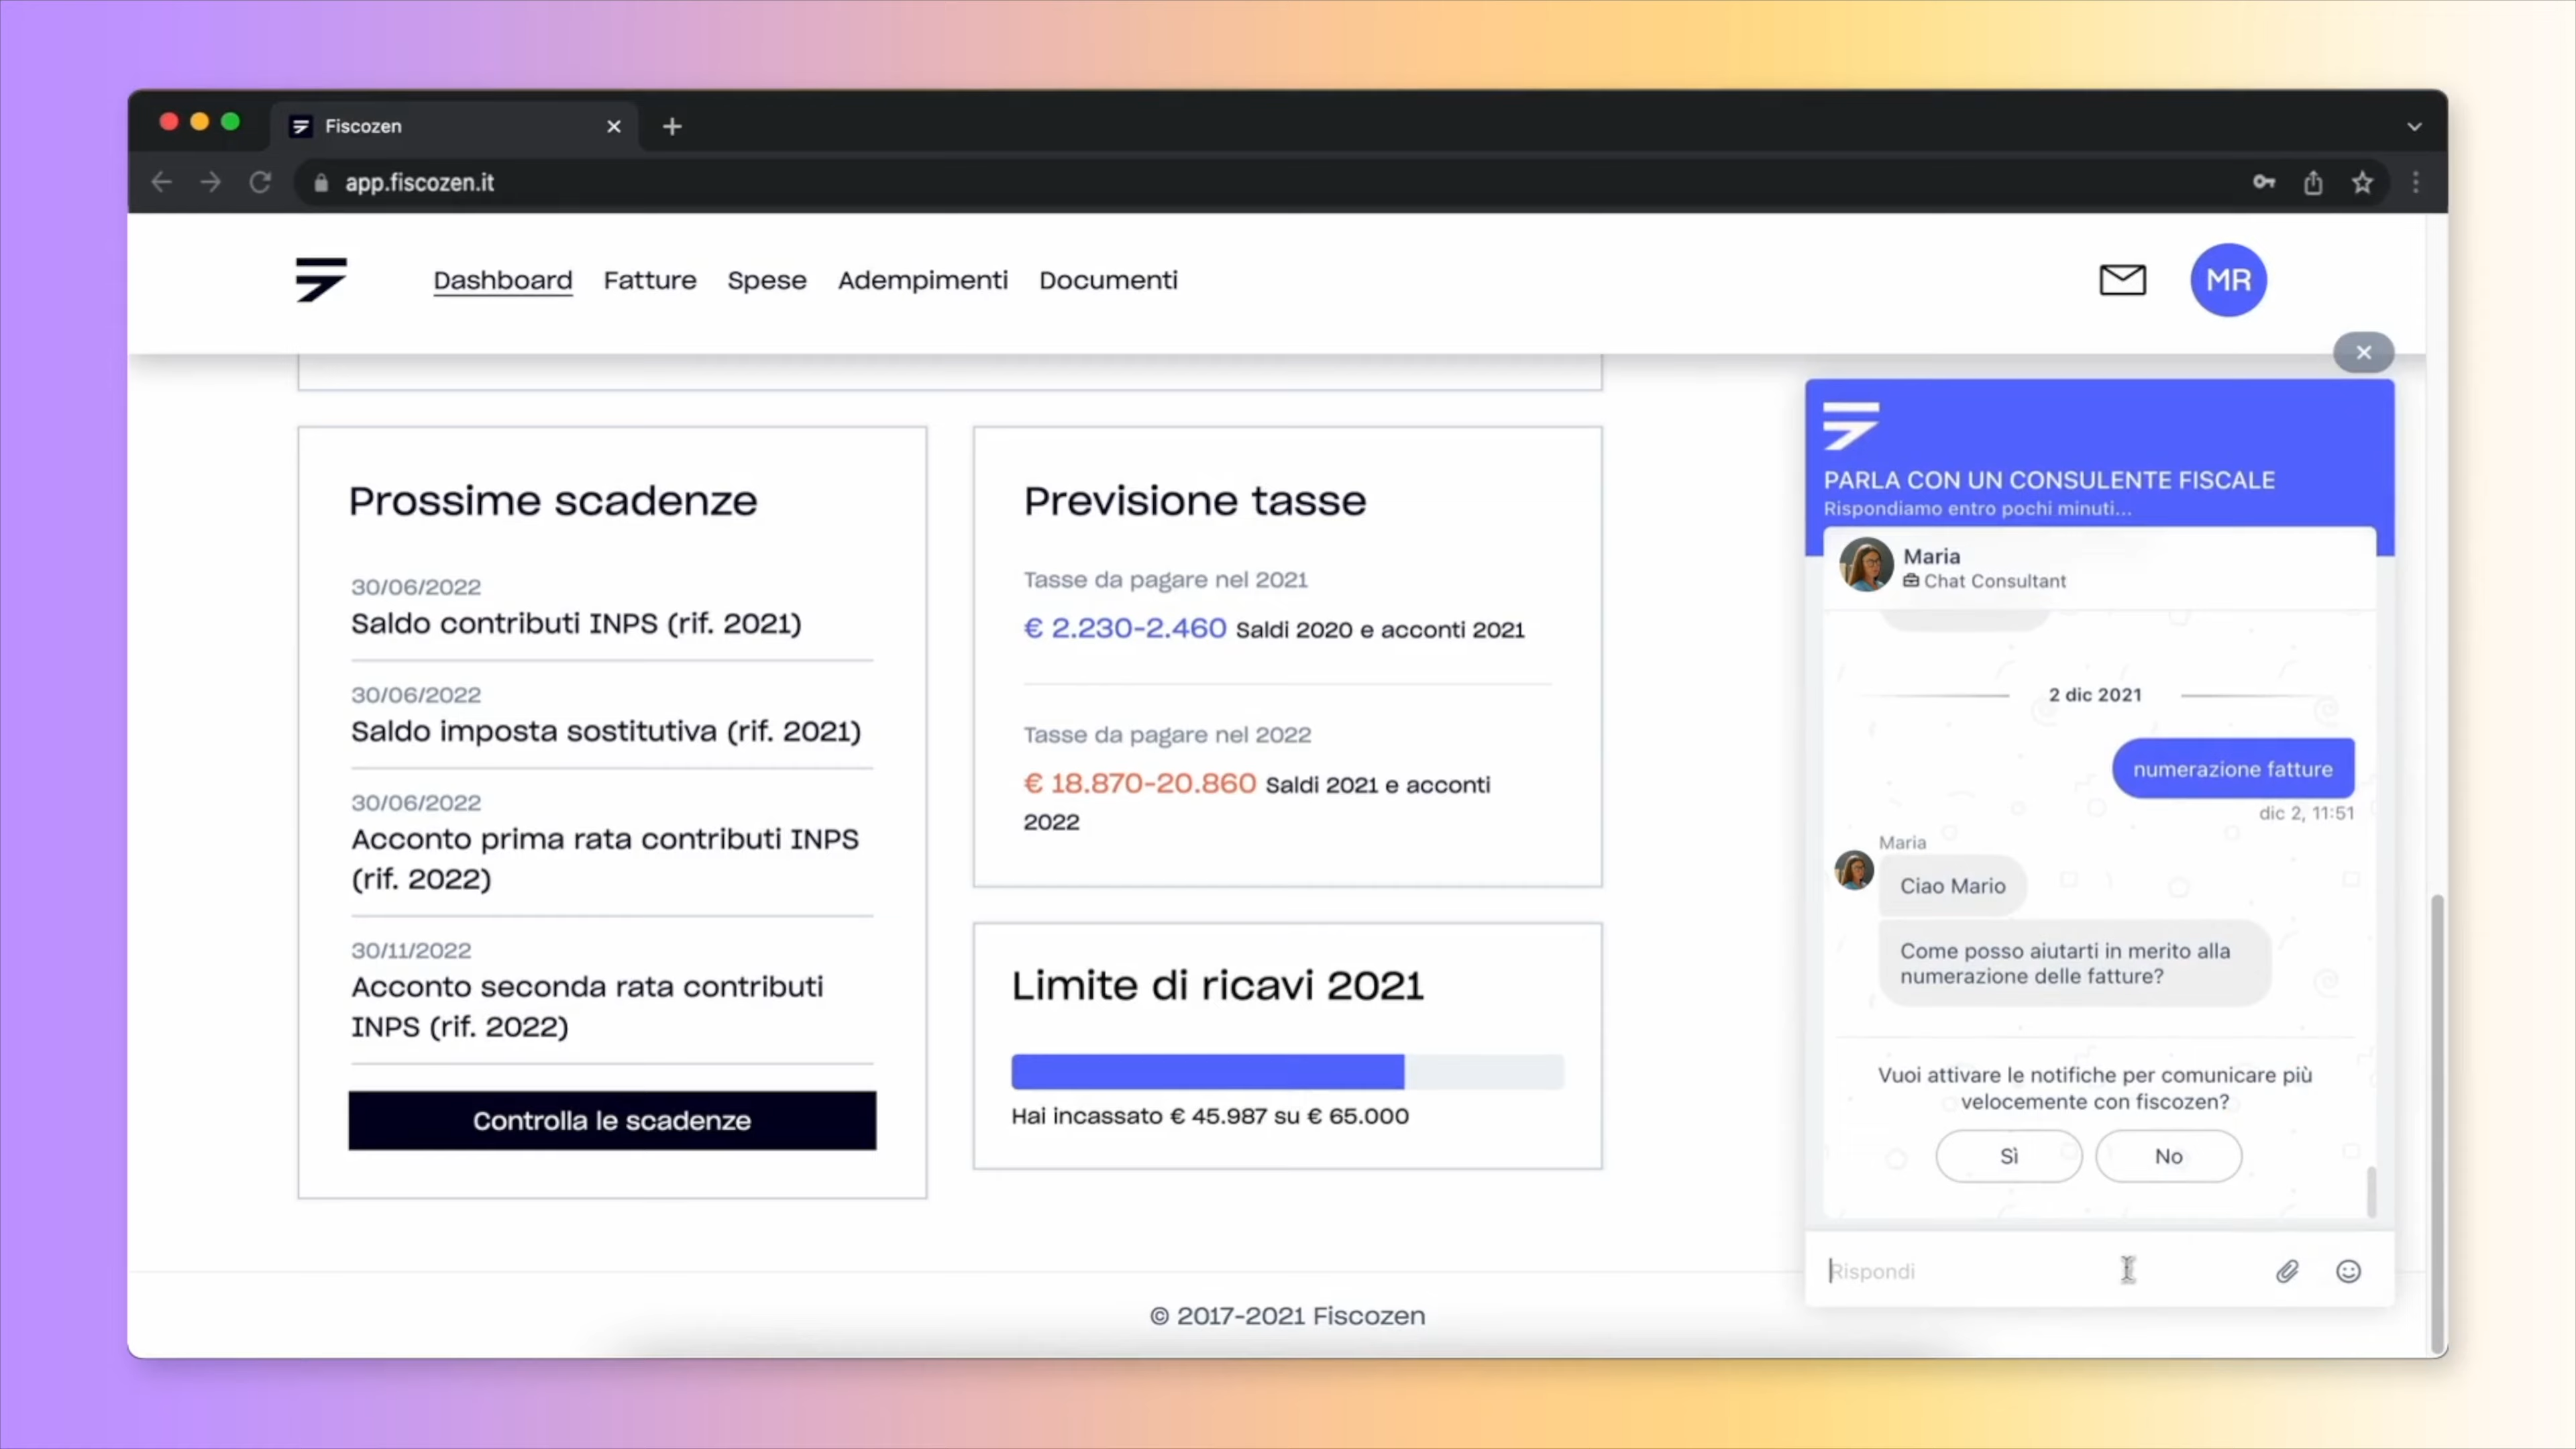 Fiscozen
app.fiscozen.it
Dashboard Fatture Spese Adempimenti Documenti
MR
Prossime scadenze
30/06/2022
Saldo contributi INPS (rif. 2021)
30/06/2022
Saldo imposta sostitutiva (rif. 2021)
30/06/2022
Acconto prima rata contributi INPS
(rif. 2022)
30/11/2022
Acconto seconda rata contributi
INPS (rif. 2022)
Controlla le scadenze
Previsione tasse
Tasse da pagare nel 2021
€ 2.230-2.460 Saldi 2020 e acconti 2021
Tasse da pagare nel 2022
€ 18.870-20.860 Saldi 2021 e acconti
2022
Limite di ricavi 2021
Hai incassato € 45.987 su € 65.000
PARLA CON UN CONSULENTE FISCALE
Rispondiamo entro pochi minuti...
Maria
Chat Consultant
2 dic 2021
numerazione fatture
dic 2, 11:51
Maria
Ciao Mario
Come posso aiutarti in merito alla
numerazione delle fatture?
Vuoi attivare le notifiche per comunicare più
velocemente con fiscozen?
Sì No
Rispondi
© 2017-2021 Fiscozen